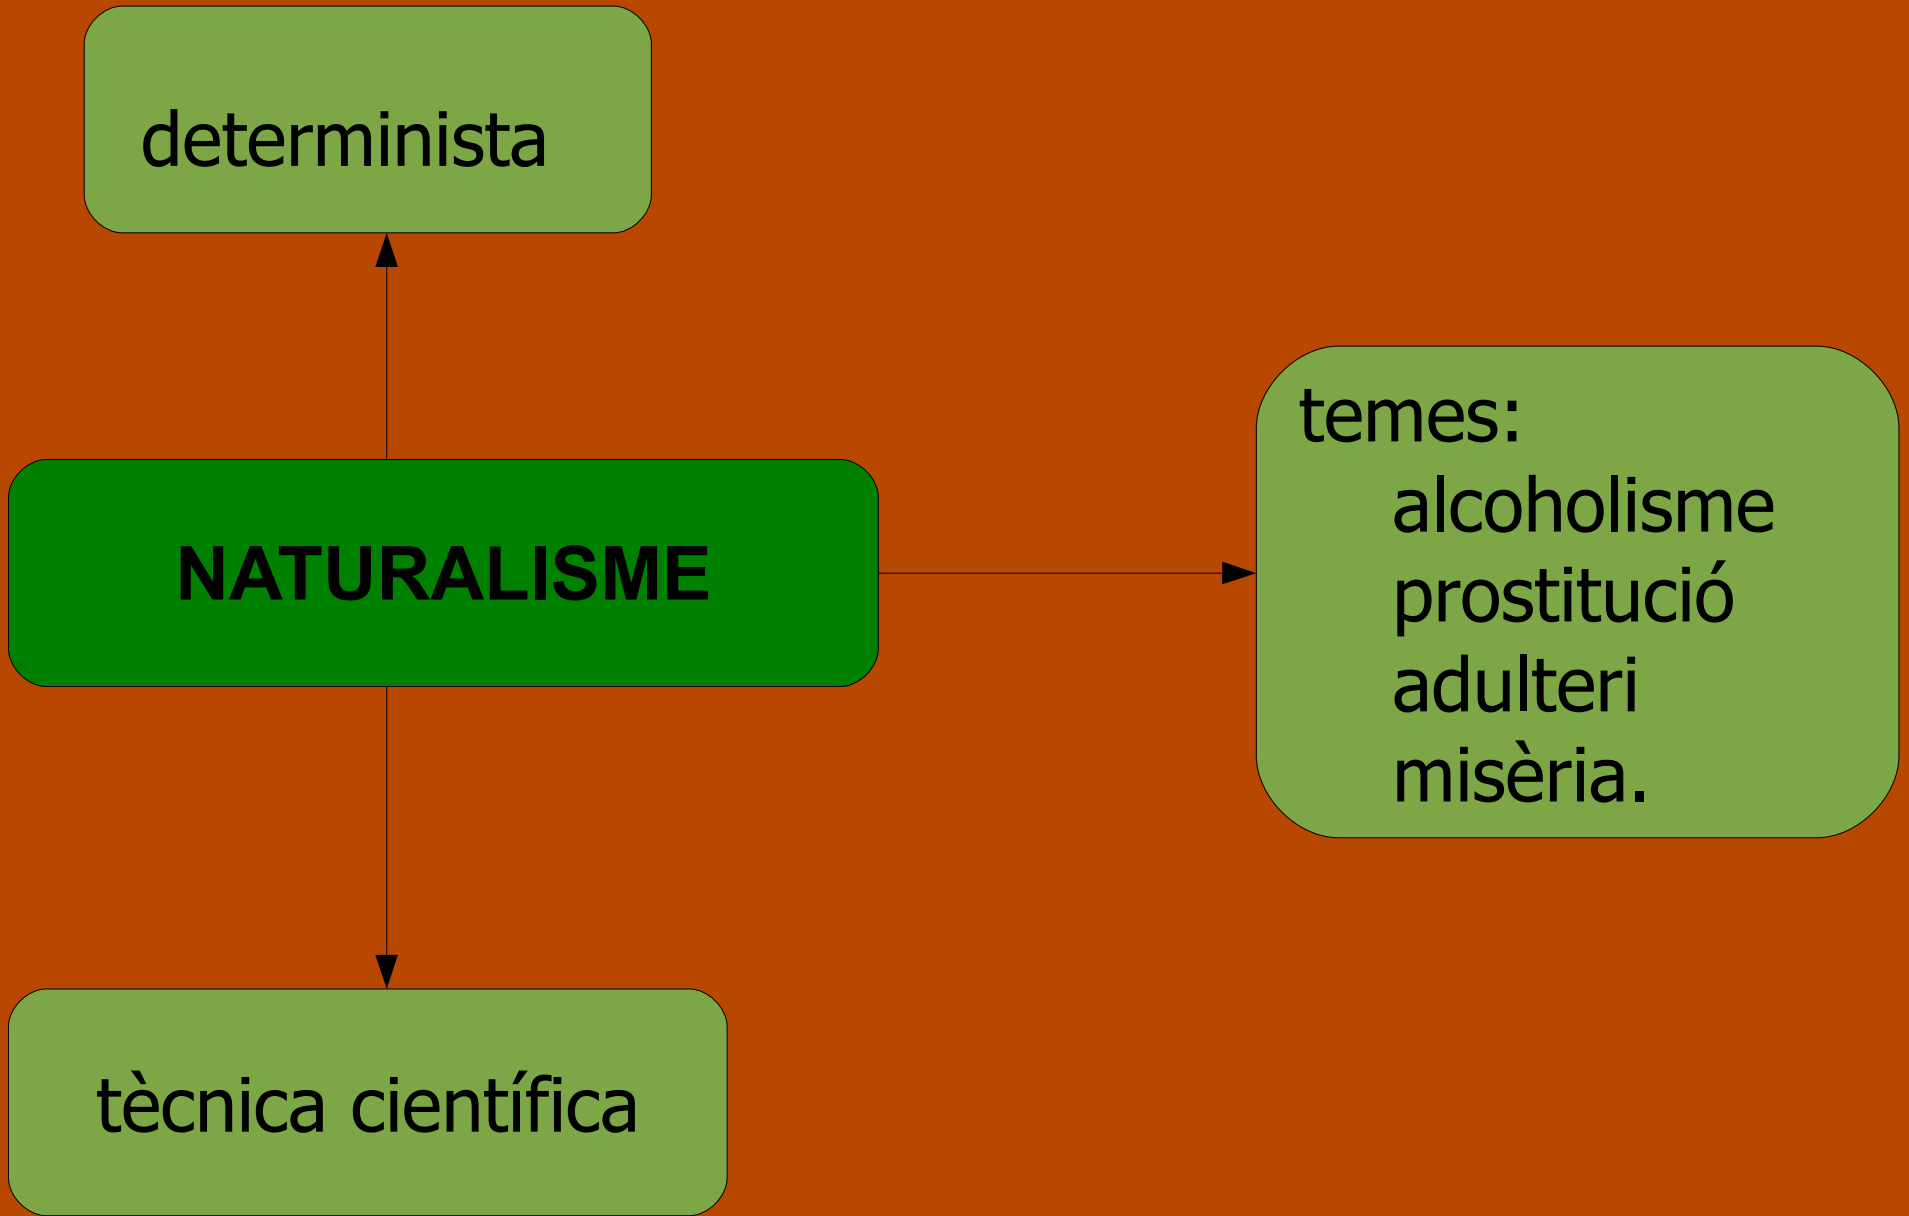 determinista
NATURALISME
temes:
alcoholisme
prostitució
adulteri
misèria.
tècnica científica